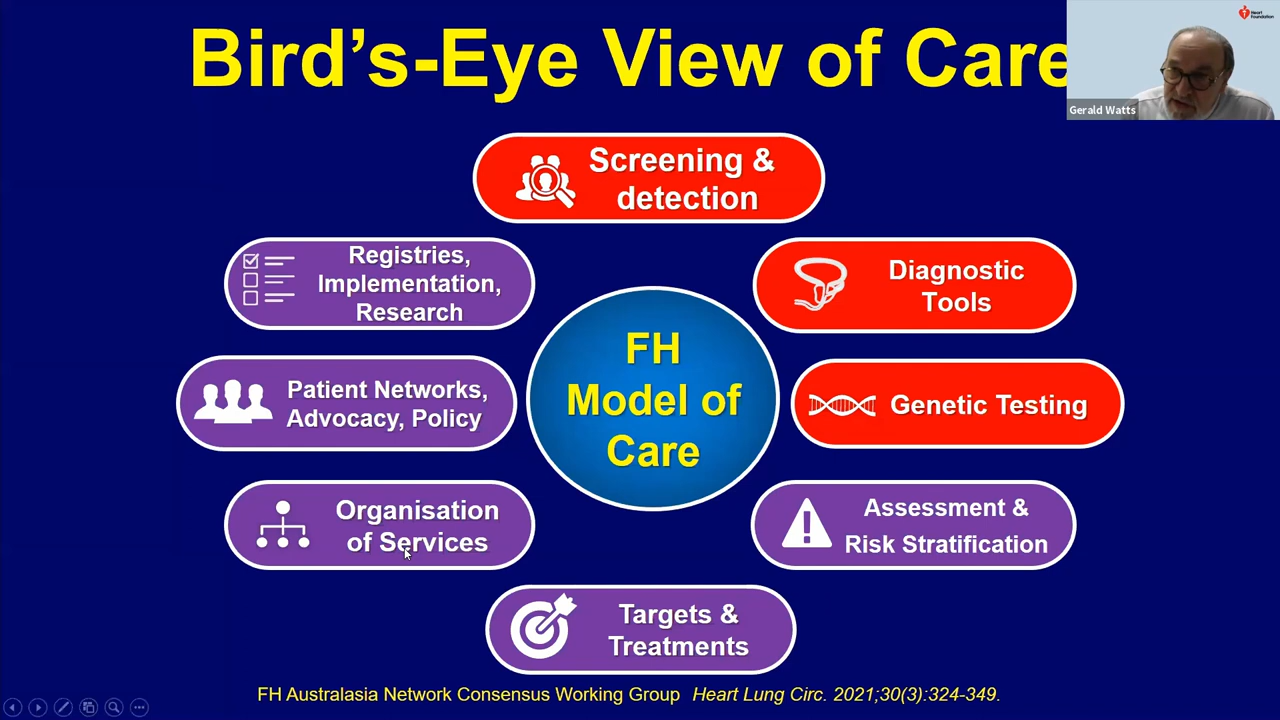 Bird's-Eye View of Care
Heart
Foundation
Gerald Watts
Screening &
detection
Registries,
Implementation,
Research
Diagnostic
Tools
FH
Model of
Care
Patient Networks,
Advocacy, Policy
Genetic Testing
Organisation
of Services
Assessment &
Risk Stratification
Targets &
Treatments
FH Australasia Network Consensus Working Group Heart Lung Circ. 2021;30(3):324-349.